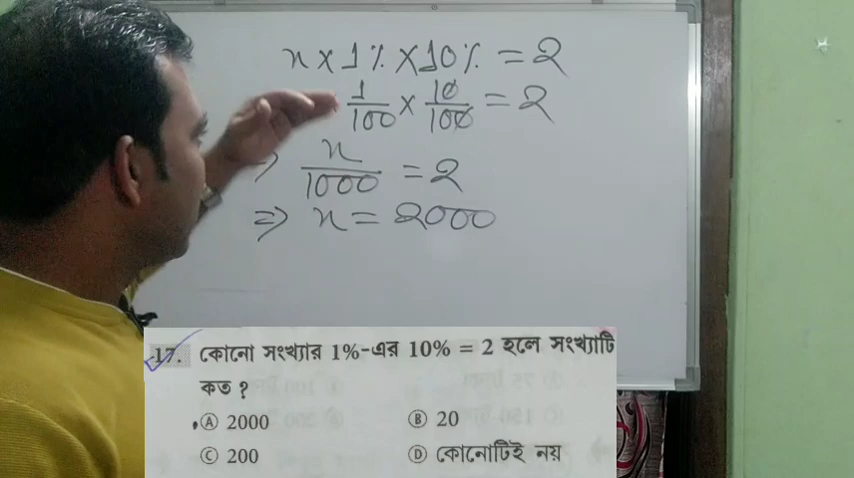 x × 1% × 10% = 2
1/100 × 10/100 = 2
⇒ x/1000 = 2
⇒ x = 2000
17. কোনো সংখ্যার 1%-এর 10% = 2 হলে সংখ্যাটি
কত ?
Ⓐ 2000 Ⓑ 20
Ⓒ 200 Ⓓ কোনোটিই নয়